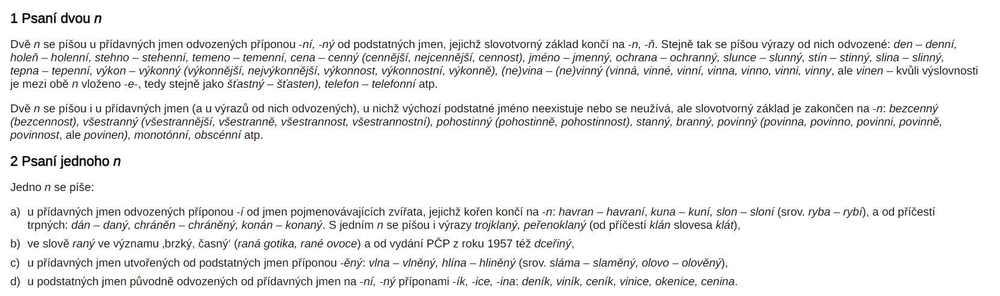 1 Psaní dvou n
Dvě n se píšou u přídavných jmen odvozených příponou -ní, -ný od podstatných jmen, jejichž slovotvorný základ končí na -n, -ň. Stejně tak se píšou výrazy od nich odvozené: den – denní,
holeň – holenní, stehno – stehenní, temeno – temenní, cena – cenný (cennější, nejcennější, cennost), jméno – jmenný, ochrana – ochranný, slunce – slunný, stín – stinný, slina – slinný,
tepna – tepenní, výkon – výkonný (výkonnější, nejvýkonnější, výkonnost, výkonnostní, výkonně), (ne)vina – (ne)vinný (vinná, vinné, vinní, vinna, vinno, vinni, vinny, ale vinen – kvůli výslovnosti
je mezi obě n vloženo -e-, tedy stejně jako šťastný – šťasten), telefon – telefonní atp.
Dvě n se píšou i u přídavných jmen (a u výrazů od nich odvozených), u nichž výchozí podstatné jméno neexistuje nebo se neužívá, ale slovotvorný základ je zakončen na -n: bezcenný
(bezcennost), všestranný (všestrannější, všestranně, všestrannost, všestrannostní), pohostinný (pohostinně, pohostinnost), stanný, branný, povinný (povinna, povinno, povinni, povinně,
povinnost, ale povinen), monotónní, obscénní atp.
2 Psaní jednoho n
Jedno n se píše:
a) u přídavných jmen odvozených příponou -í od jmen pojmenovávajících zvířata, jejichž kořen končí na -n: havran – havraní, kuna – kuní, slon – sloní (srov. ryba – rybí), a od příčestí
trpných: dán – daný, chráněn – chráněný, konán – konaný. S jedním n se píšou i výrazy trojklaný, peřenoklaný (od příčestí klán slovesa klát),
b) ve slově raný ve významu ‚brzký, časný‘ (raná gotika, rané ovoce) a od vydání PČP z roku 1957 též dceřiný,
c) u přídavných jmen utvořených od podstatných jmen příponou -ěný: vlna – vlněný, hlína – hliněný (srov. sláma – slaměný, olovo – olověný),
d) u podstatných jmen původně odvozených od přídavných jmen na -ní, -ný příponami -ík, -ice, -ina: deník, viník, ceník, vinice, okenice, cenina.